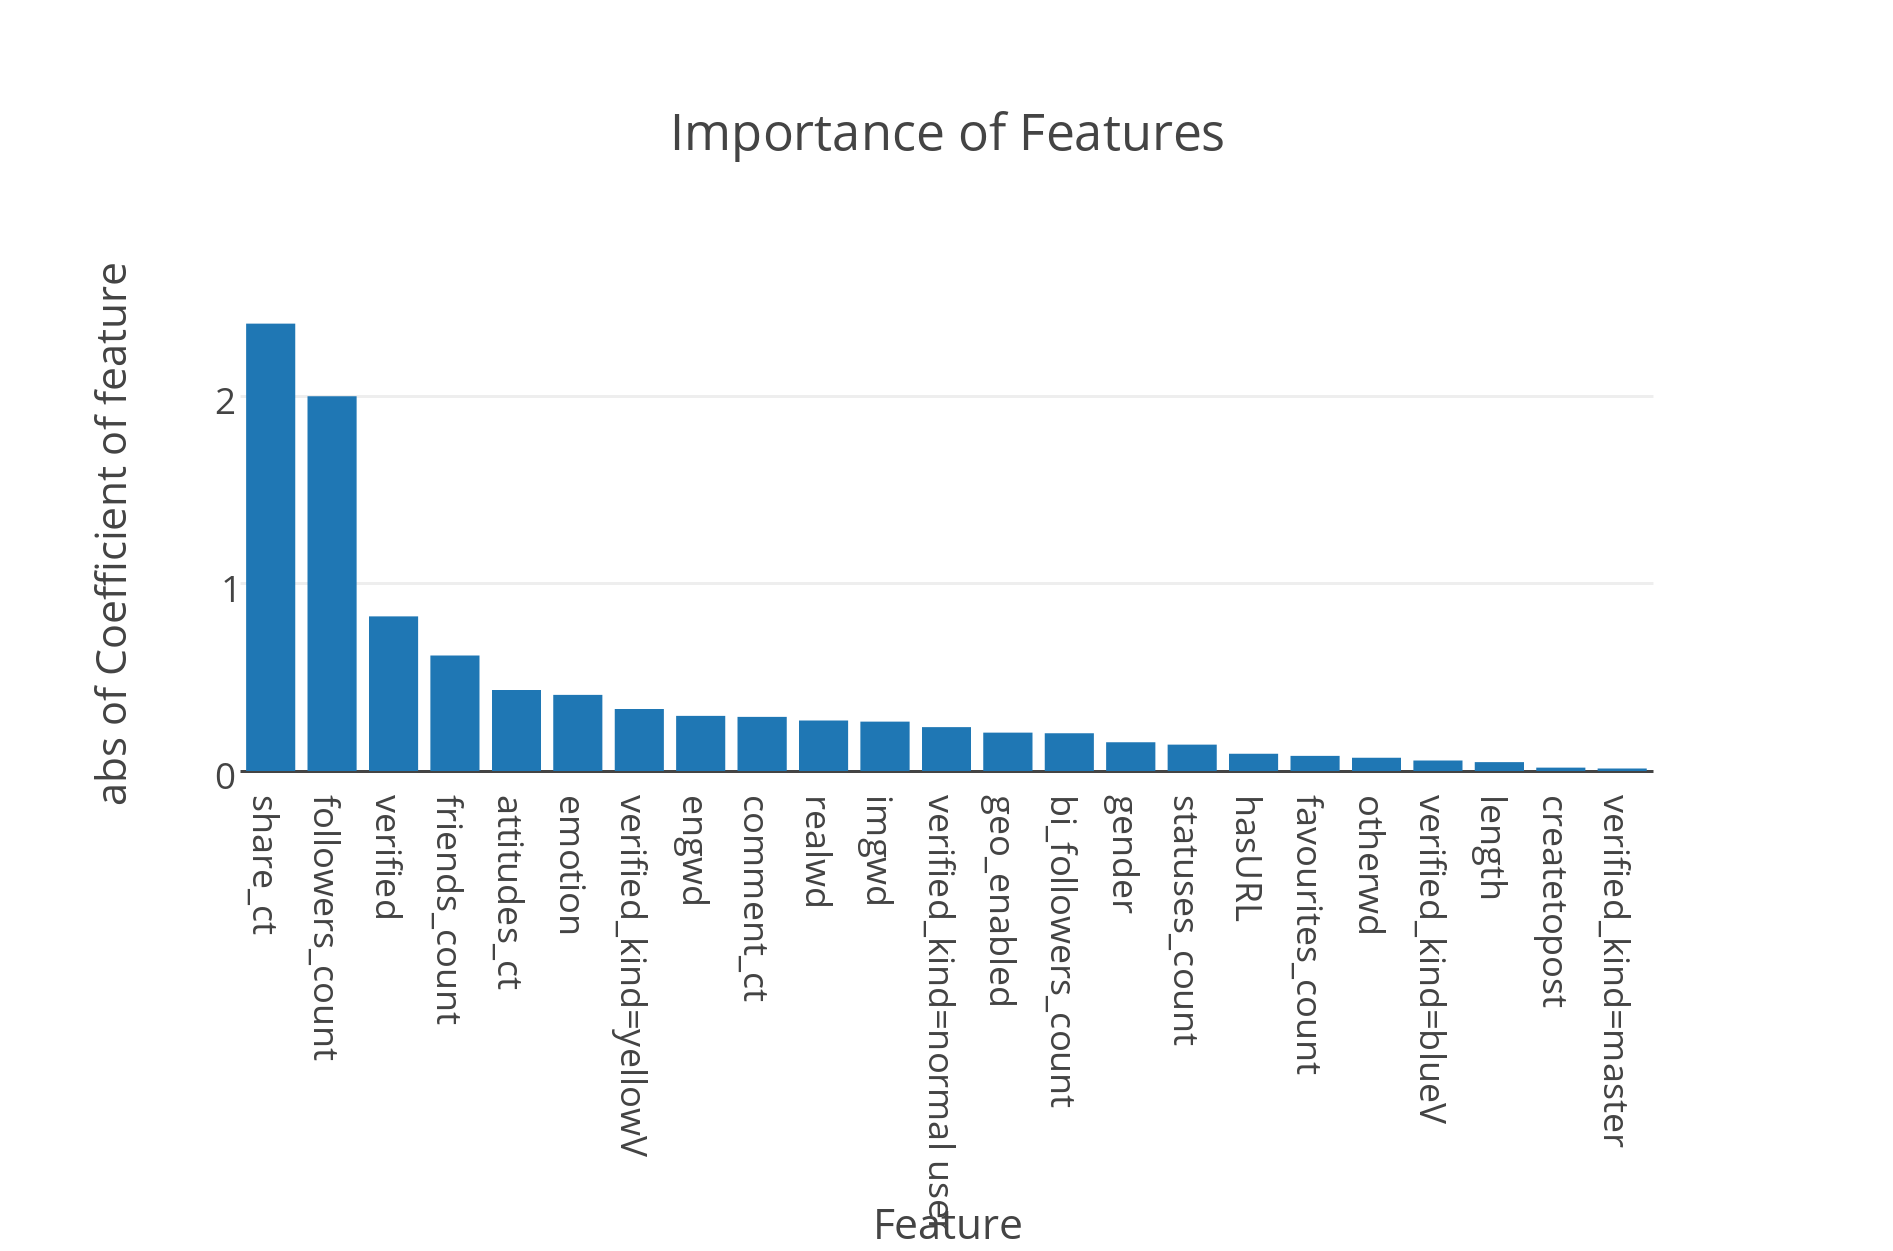 Importance of Features
abs of Coefficient of feature
2
1
0
share_ct
followers_count
verified
friends_count
attitudes_ct
emotion
verified_kind=yellowV
engwd
comment_ct
realwd
imgwd
verified_kind=normal user
geo_enabled
bi_followers_count
gender
statuses_count
hasURL
favourites_count
otherwd
verified_kind=blueV
length
createtopost
verified_kind=master
Feature